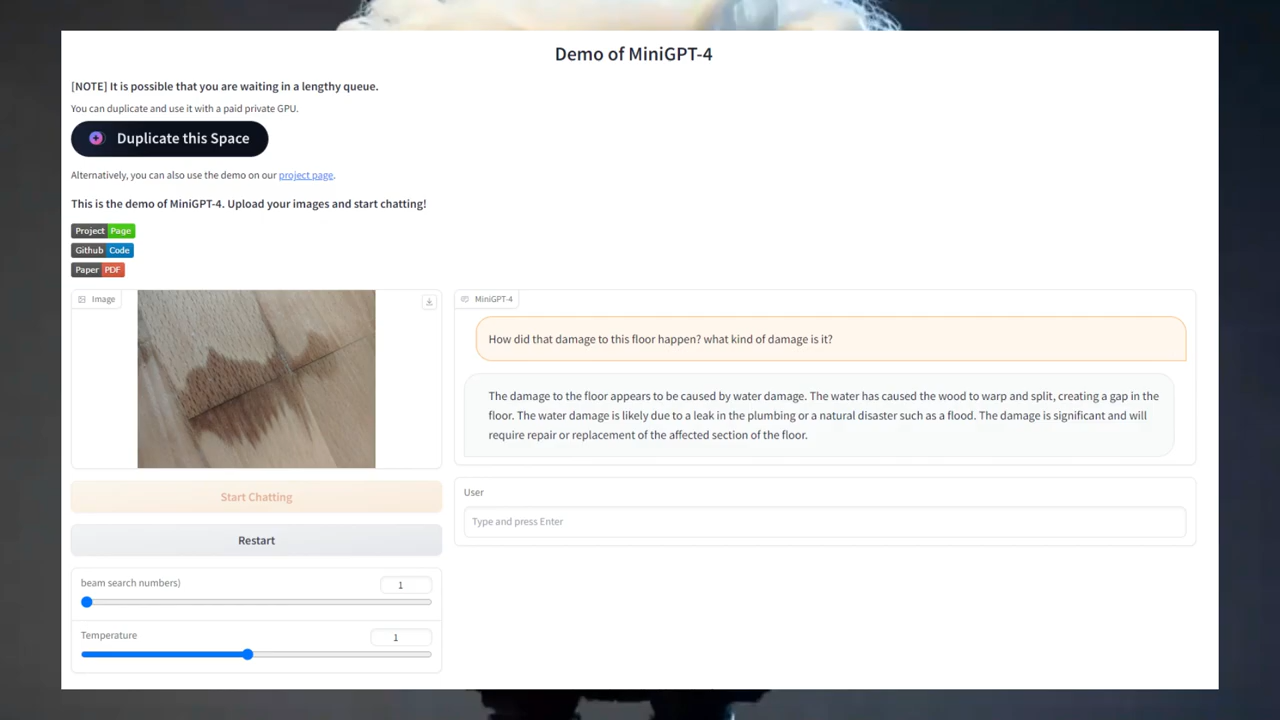 Demo of MiniGPT-4
[NOTE] It is possible that you are waiting in a lengthy queue.
You can duplicate and use it with a paid private GPU.
Duplicate this Space
Alternatively, you can also use the demo on our project page.
This is the demo of MiniGPT-4. Upload your images and start chatting!
Project Page
Github Code
Paper PDF
Image
Start Chatting
Restart
beam search numbers)
1
Temperature
1
MiniGPT-4
How did that damage to this floor happen? what kind of damage is it?
The damage to the floor appears to be caused by water damage. The water has caused the wood to warp and split, creating a gap in the
floor. The water damage is likely due to a leak in the plumbing or a natural disaster such as a flood. The damage is significant and will
require repair or replacement of the affected section of the floor.
User
Type and press Enter